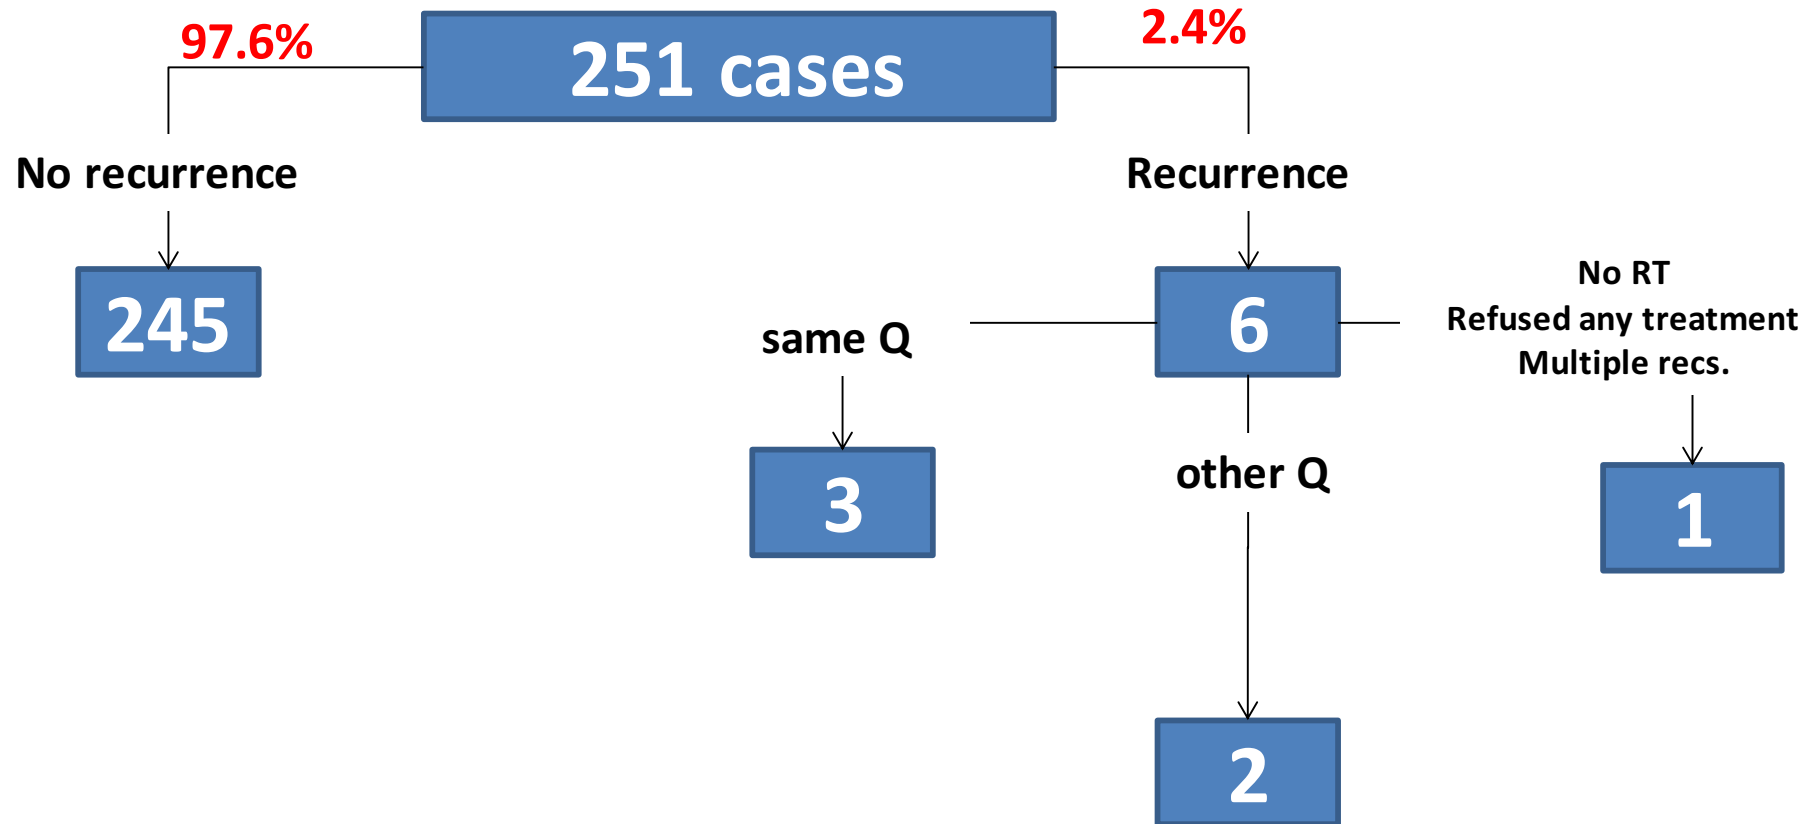 97.6%
251 cases
2.4%
No recurrence
Recurrence
245
6
No RT
Refused any treatment
Multiple recs.
same Q
3
other Q
1
2